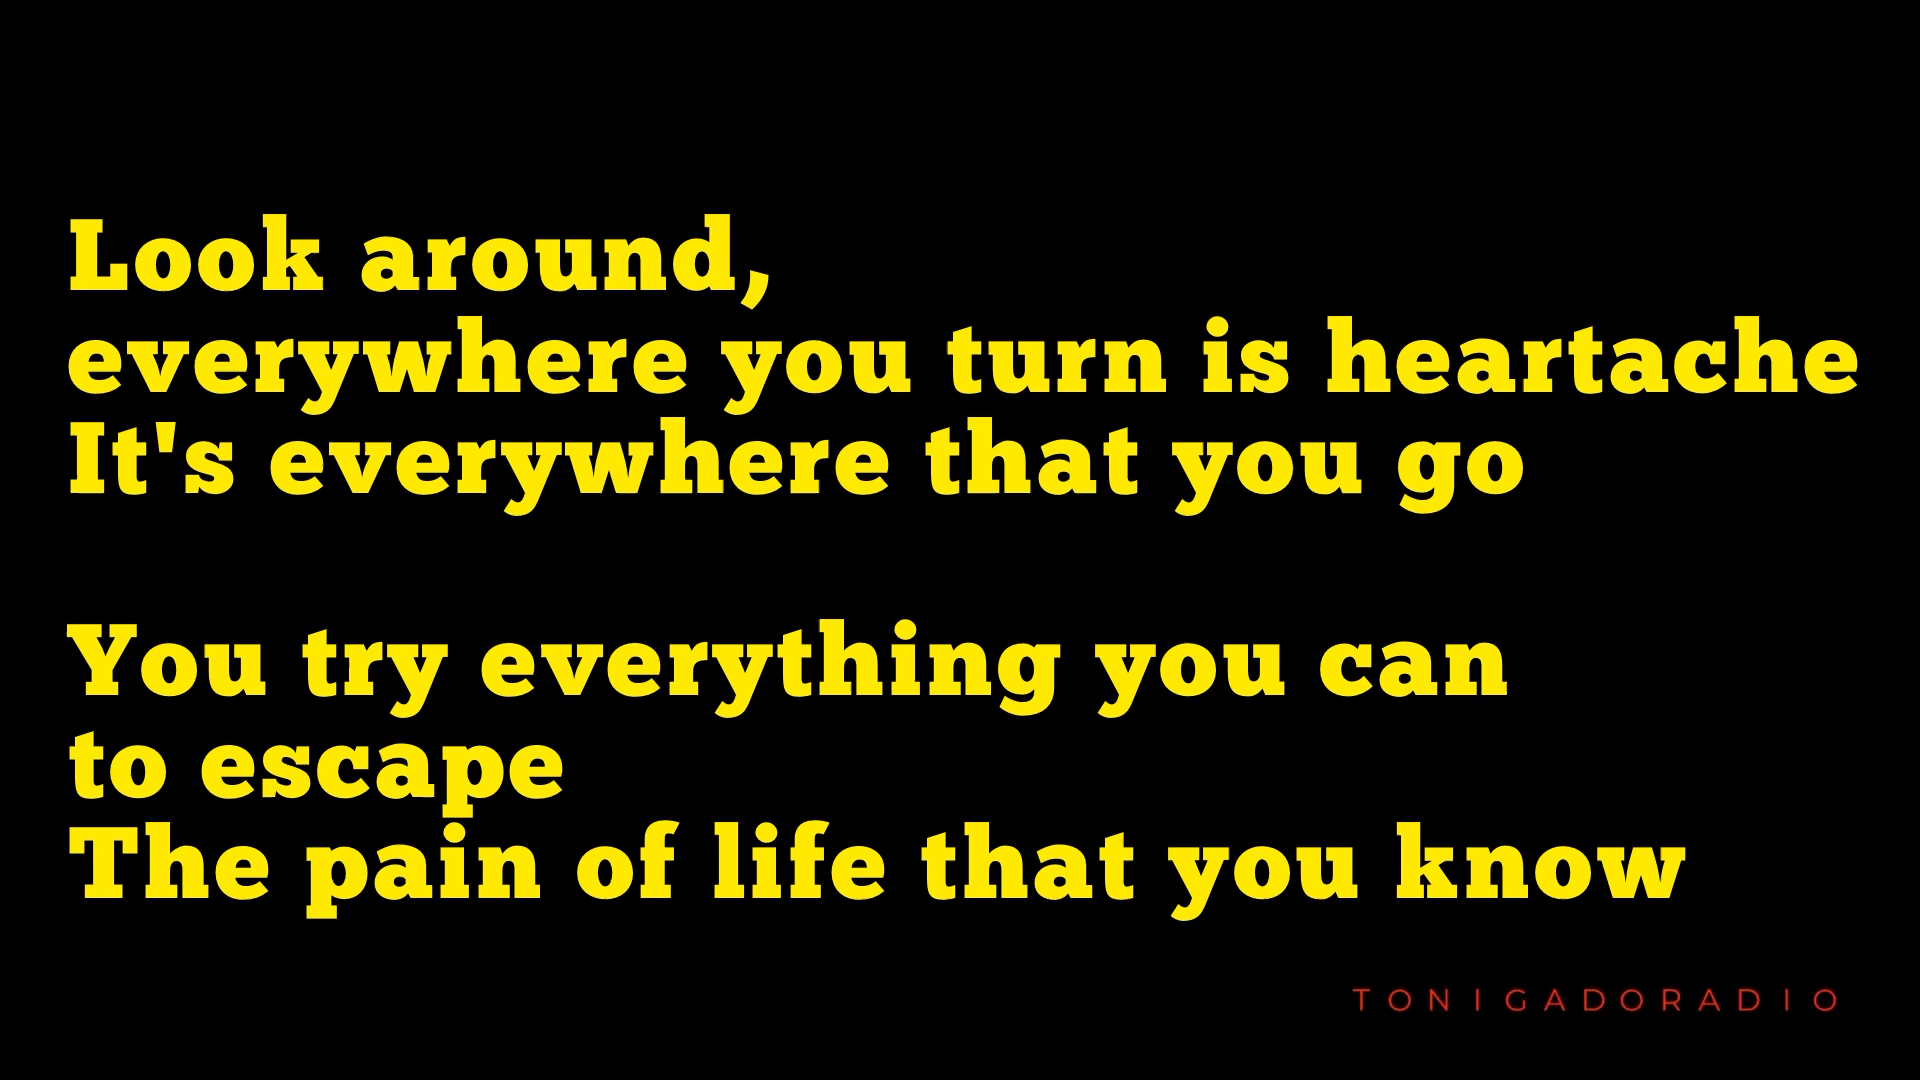 Look around,
everywhere you turn is heartache
It's everywhere that you go
You try everything you can
to escape
The pain of life that you know
TONIGADORADIO